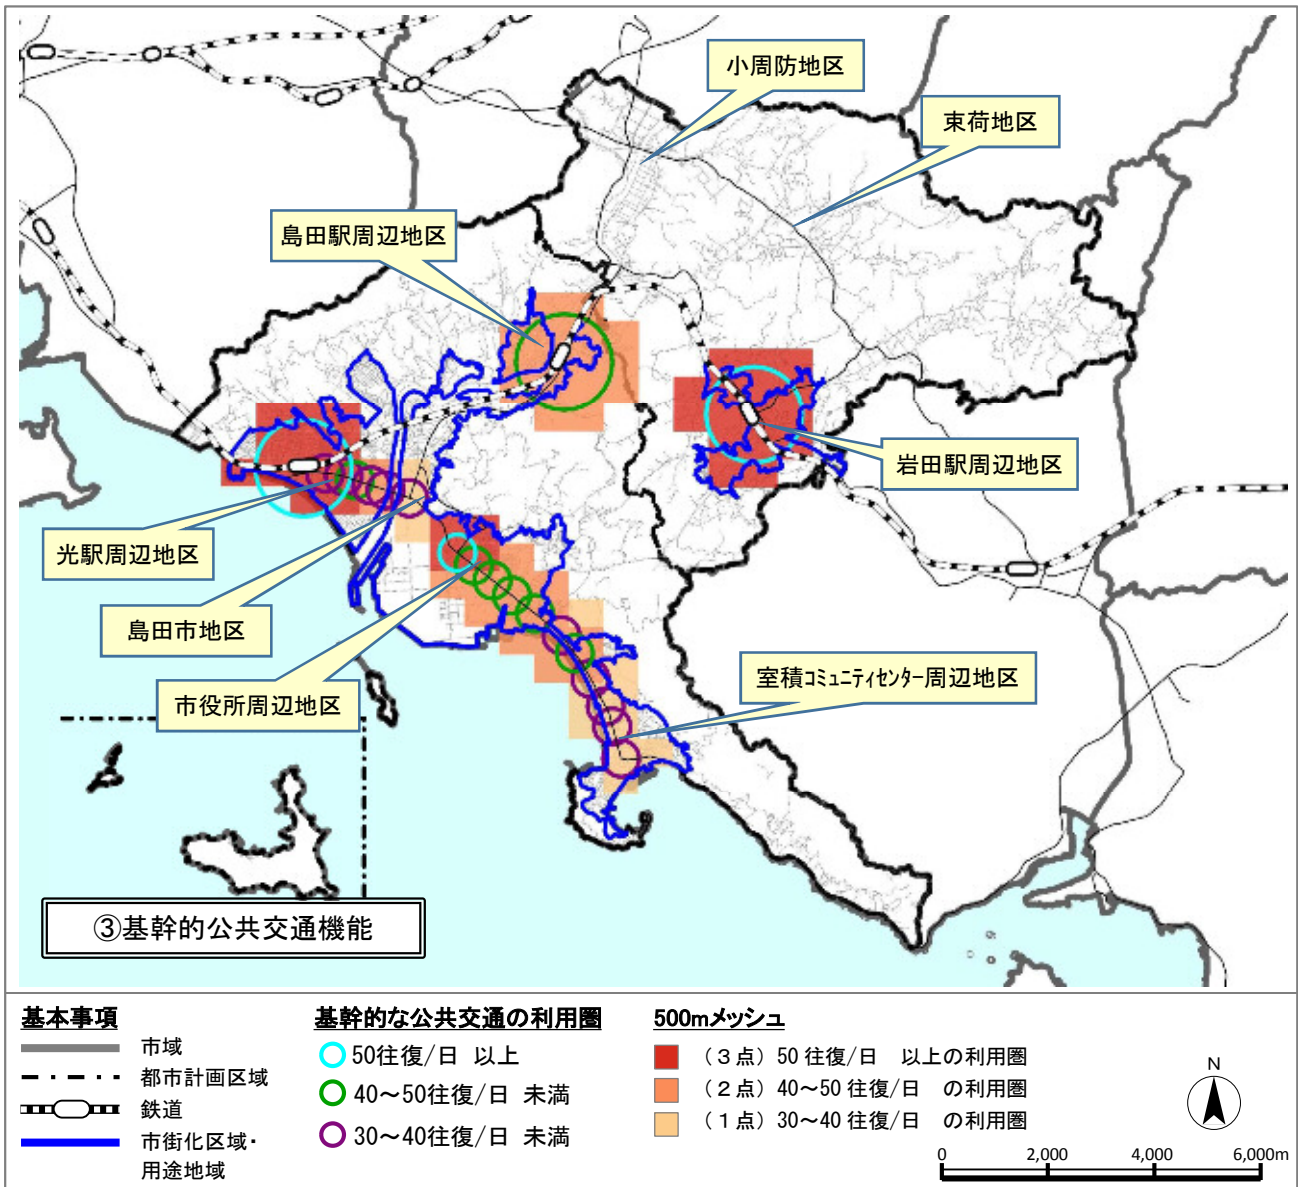 小周防地区
束荷地区
島田駅周辺地区
岩田駅周辺地区
光駅周辺地区
島田市地区
市役所周辺地区
室積コミュニティセンター周辺地区
③基幹的公共交通機能
基本事項
市域
都市計画区域
鉄道
市街化区域・
用途地域
基幹的な公共交通の利用圏
50往復/日 以上
40～50往復/日 未満
30～40往復/日 未満
500mメッシュ
（３点）50 往復/日 以上の利用圏
（２点）40～50 往復/日 の利用圏
（１点）30～40 往復/日 の利用圏
N
0 2,000 4,000 6,000m